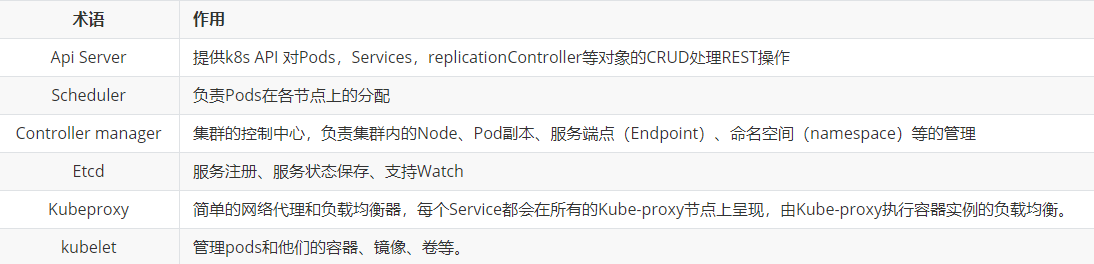 术语 作用
Api Server 提供k8s API 对Pods，Services，replicationController等对象的CRUD处理REST操作
Scheduler 负责Pods在各节点上的分配
Controller manager 集群的控制中心，负责集群内的Node、Pod副本、服务端点（Endpoint）、命名空间（namespace）等的管理
Etcd 服务注册、服务状态保存、支持Watch
Kubeproxy 简单的网络代理和负载均衡器，每个Service都会在所有的Kube-proxy节点上呈现，由Kube-proxy执行容器实例的负载均衡。
kubelet 管理pods和他们的容器、镜像、卷等。